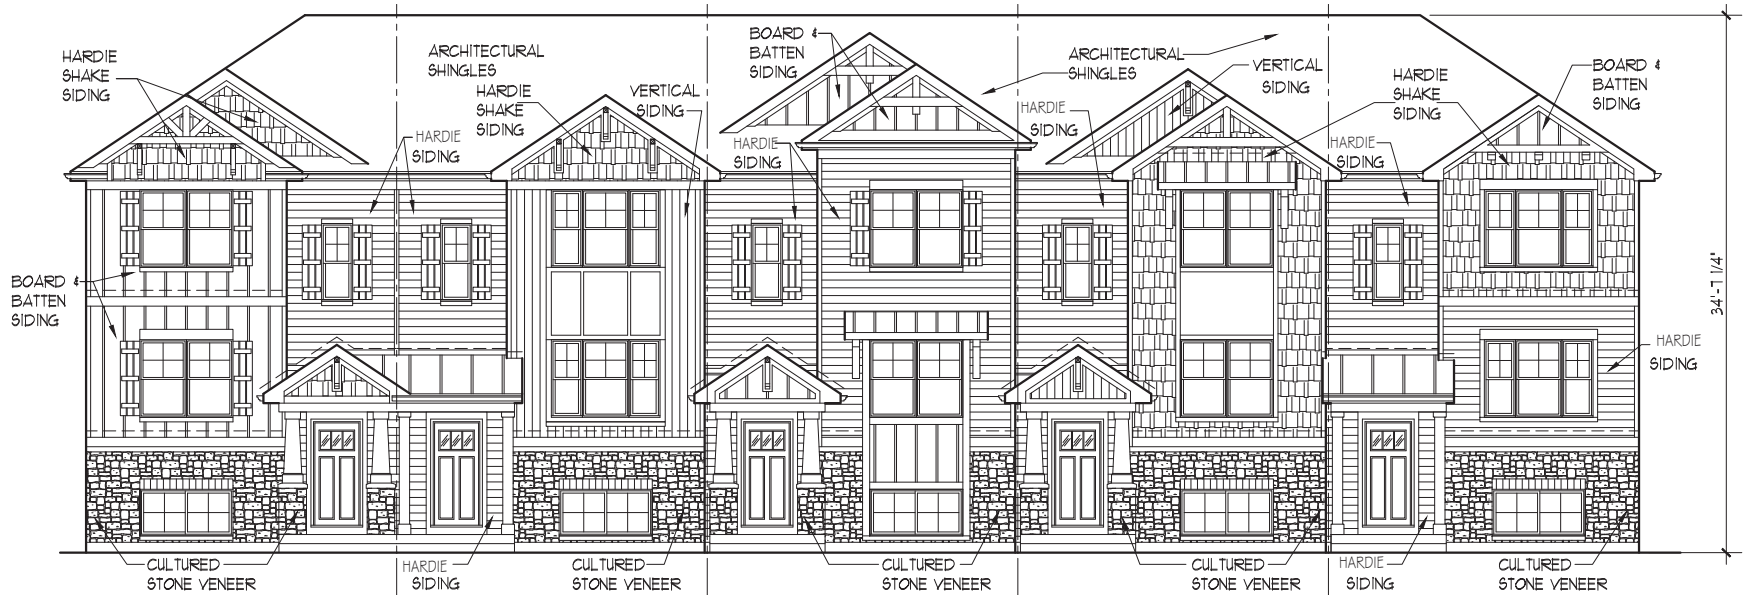 HARDIE
SHAKE
SIDING
ARCHITECTURAL
SHINGLES
HARDIE
SHAKE
SIDING
VERTICAL
SIDING
BOARD &
BATTEN
SIDING
ARCHITECTURAL
SHINGLES
VERTICAL
SIDING
HARDIE
SHAKE
SIDING
BOARD &
BATTEN
SIDING
HARDIE
SIDING
HARDIE
SIDING
HARDIE
SIDING
HARDIE
SIDING
BOARD &
BATTEN
SIDING
34'-1 1/4"
HARDIE
SIDING
CULTURED
STONE VENEER
HARDIE
SIDING
CULTURED
STONE VENEER
CULTURED
STONE VENEER
CULTURED
STONE VENEER
HARDIE
SIDING
CULTURED
STONE VENEER